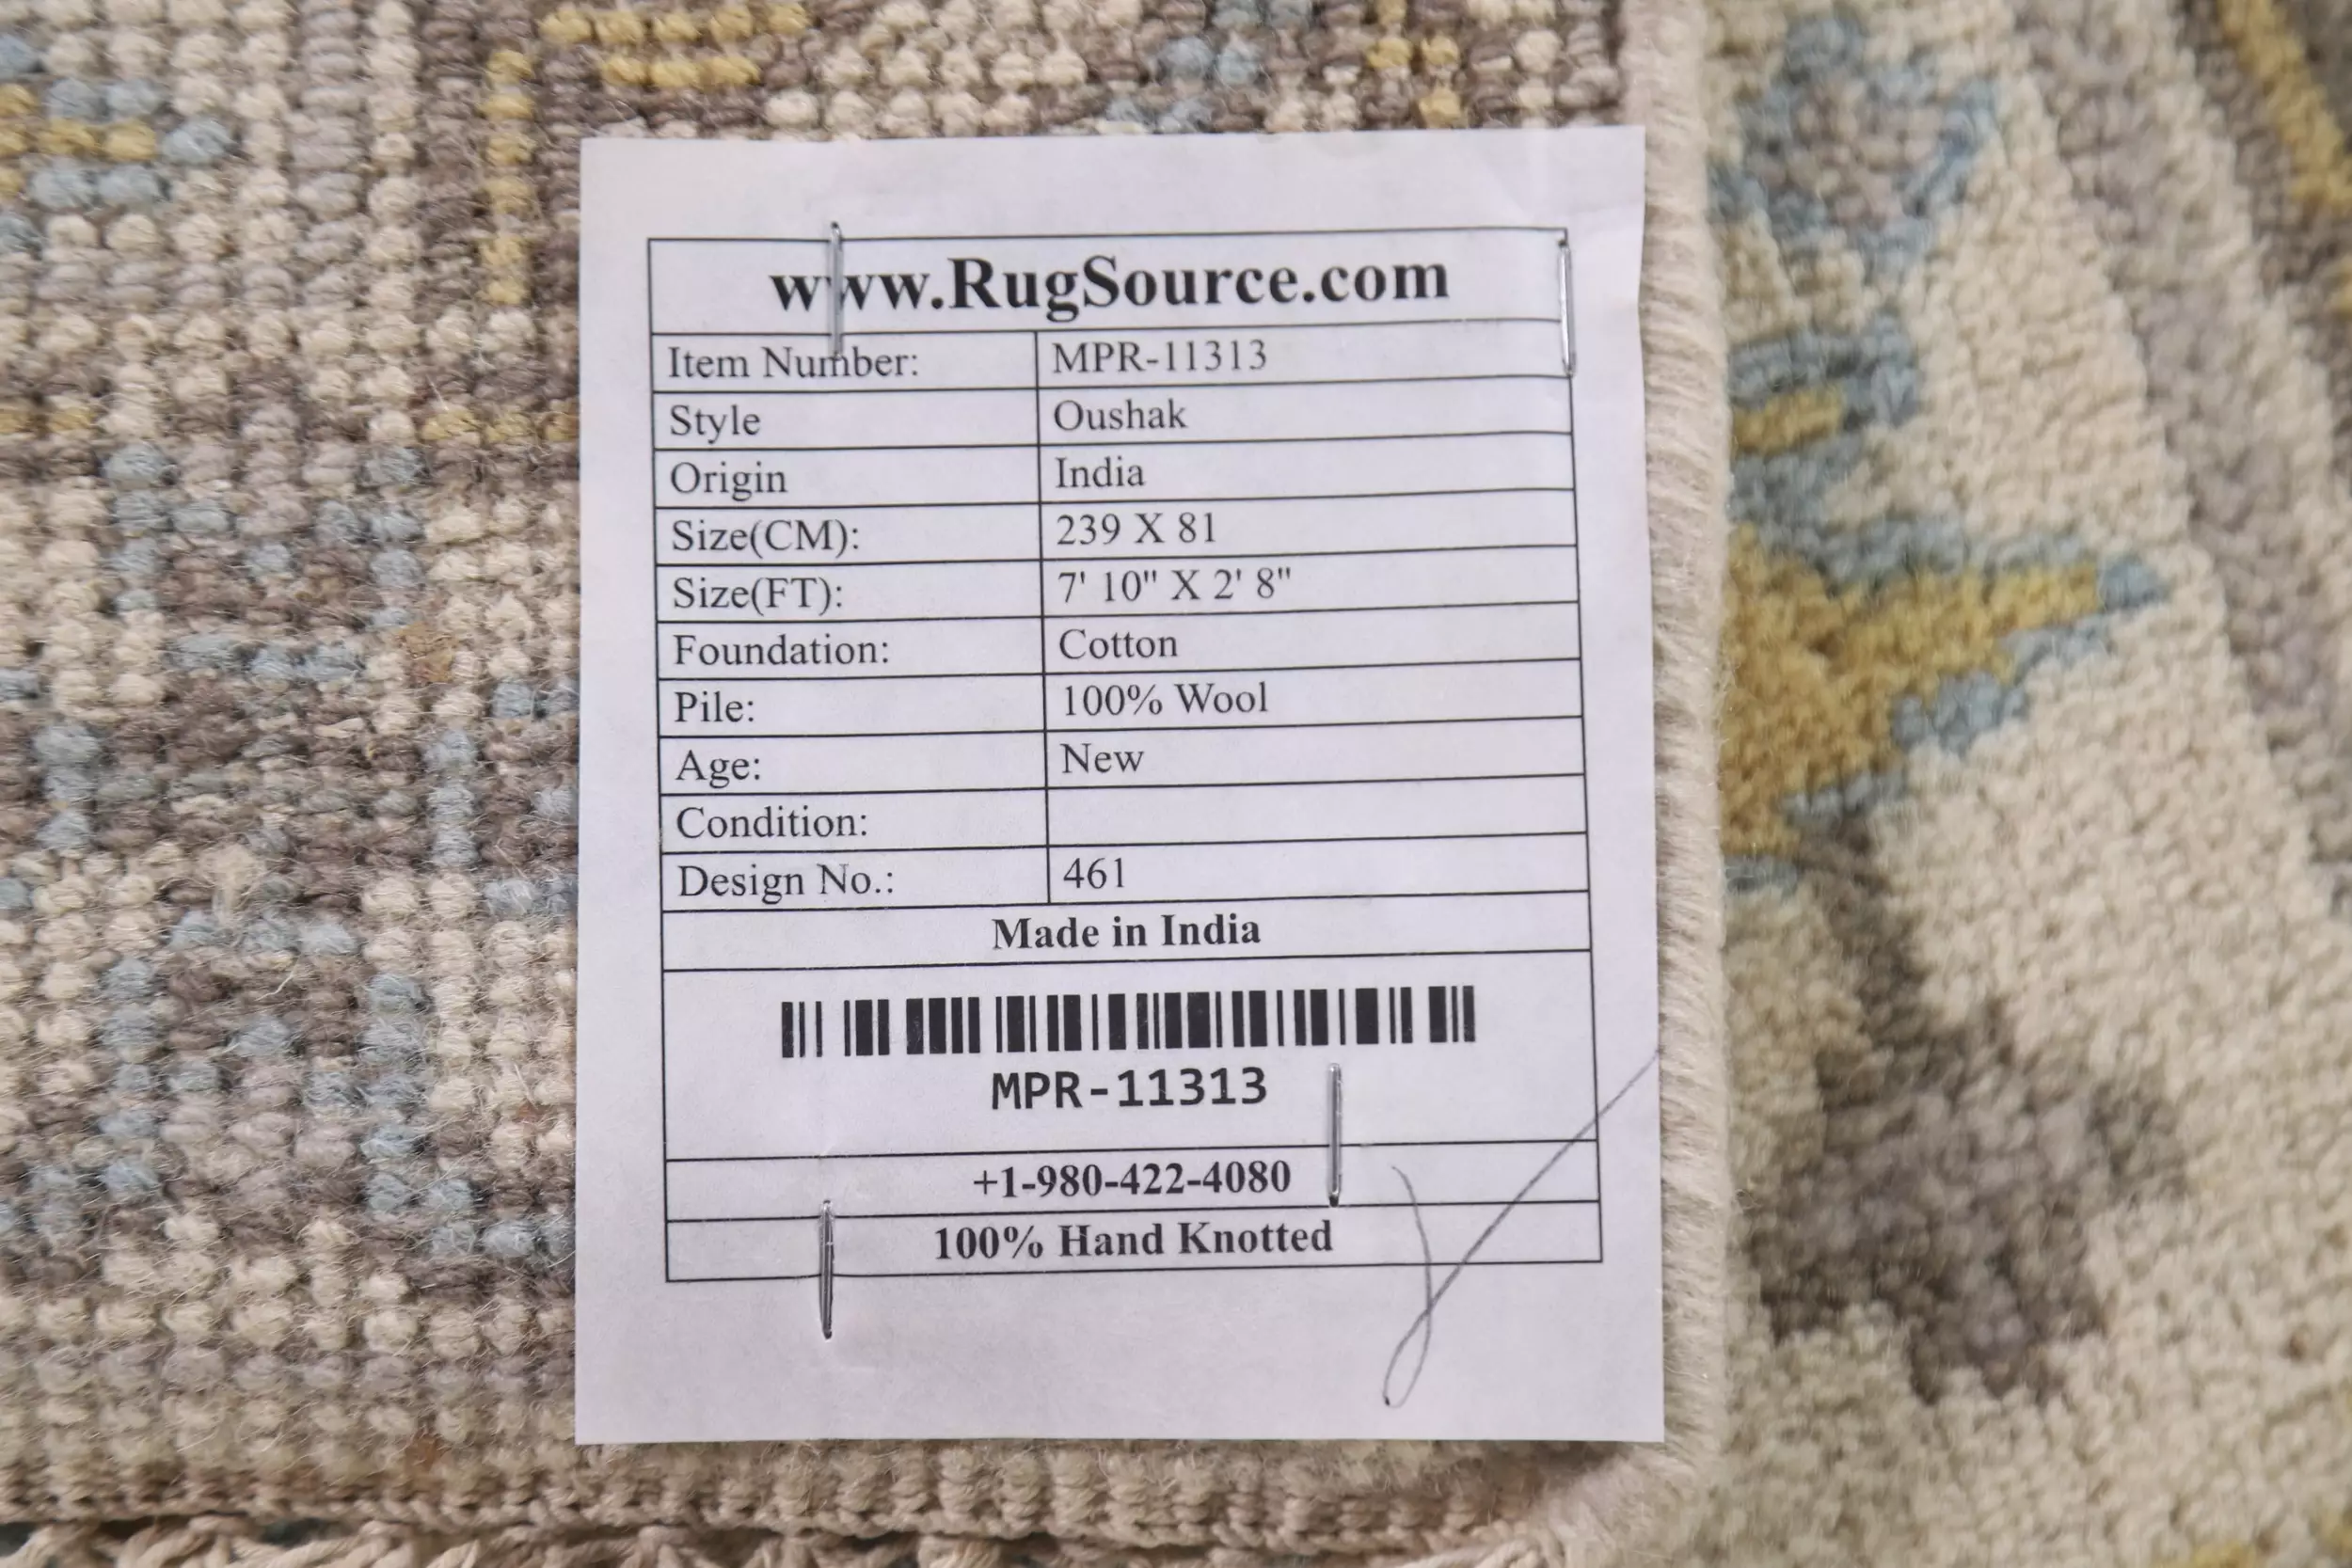 www.RugSource.com
Item Number: MPR-11313
Style Oushak
Origin India
Size(CM): 239 X 81
Size(FT): 7' 10" X 2' 8"
Foundation: Cotton
Pile: 100% Wool
Age: New
Condition:
Design No.: 461
Made in India
MPR-11313
+1-980-422-4080
100% Hand Knotted